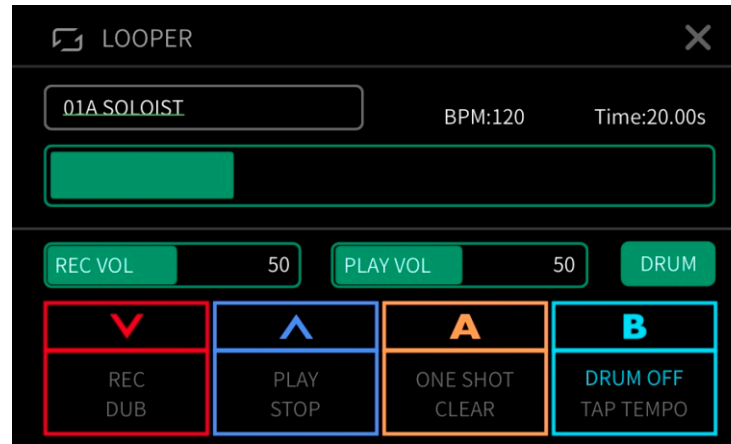 LOOPER
01A SOLOIST
BPM:120 Time:20.00s
REC VOL 50 PLAY VOL 50 DRUM
A B
REC PLAY ONE SHOT DRUM OFF
DUB STOP CLEAR TAP TEMPO